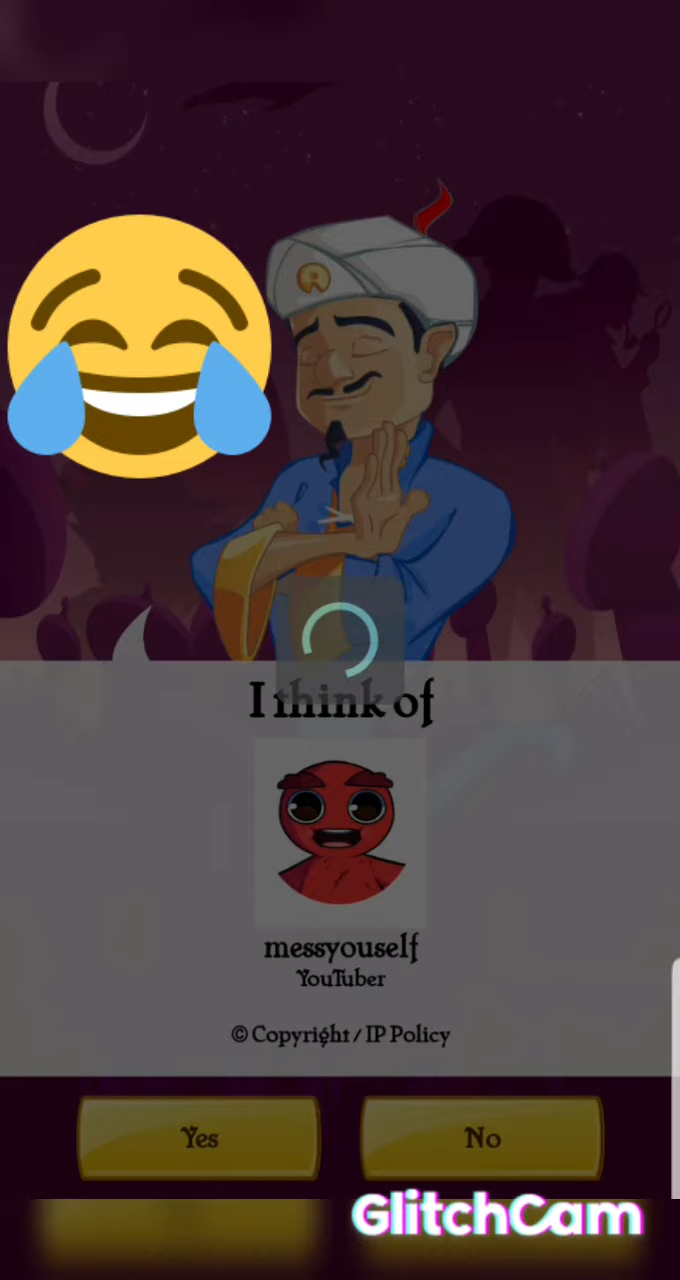 I think of
messyouself
YouTuber
© Copyright / IP Policy
Yes
No
GlitchCam